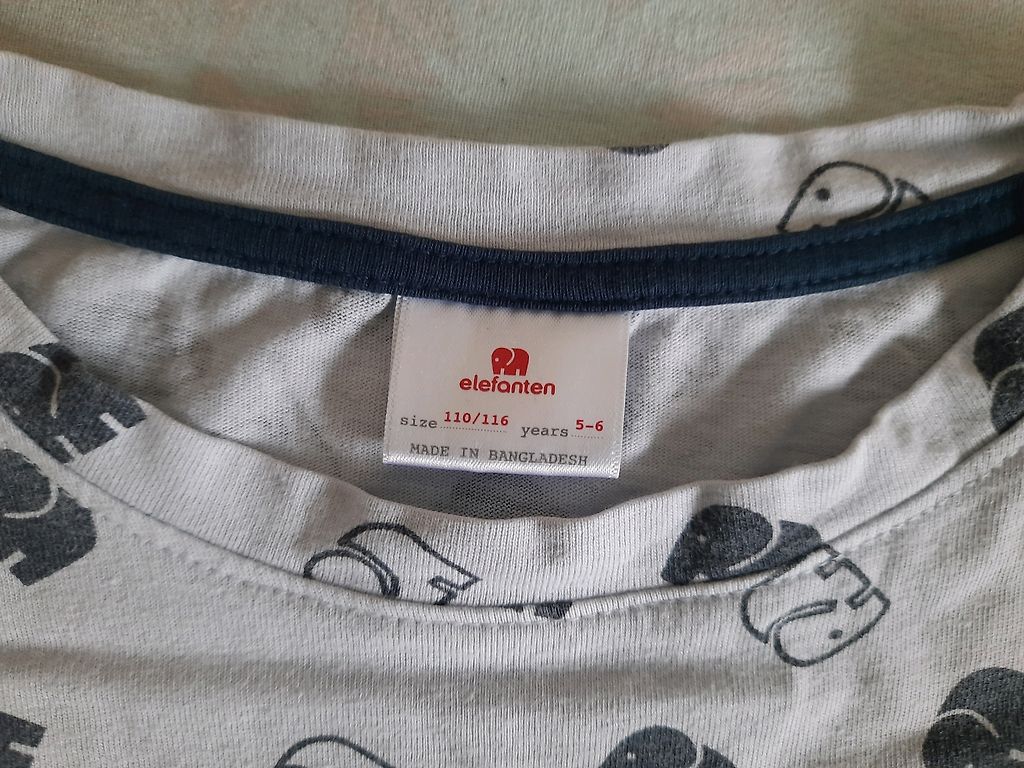 elefanten
size 110/116 years 5-6
MADE IN BANGLADESH